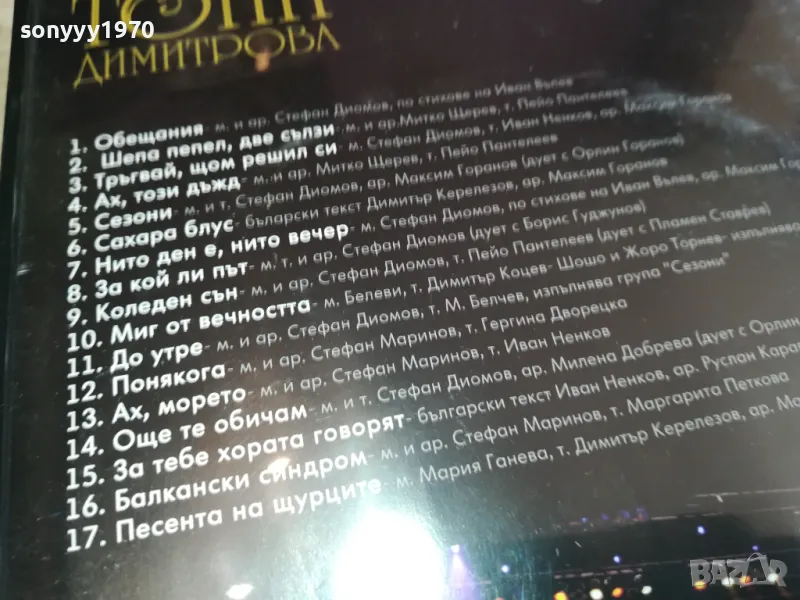 sonyyy1970
ТОНИ
ДИМИТРОВА
1. Обещания- м. и ар. Стефан Диомов, по стихове на Иван Вълев
2. Шепа пепел, две сълзи- м. и ар.Митко Щерев, т. Пейо Пантелеев
3. Тръгвай, щом решил си- м. Стефан Диомов, т. Иван Ненков, ар. Максим Горанов
4. Ах, този дъжд- м. и ар. Митко Щерев, т. Пейо Пантелеев
5. Сезони- м. и т. Стефан Диомов, ар. Максим Горанов (дует с Орлин Горанов)
6. Сахара блус- български текст Димитър Керелезов, ар. Максим Горанов
7. Нито ден е, нито вечер- м. Стефан Диомов, по стихове на Иван Вълев, ар. Максим
8. За кой ли път- м. т. и ар. Стефан Диомов (дует с Борис Гуджунов)
9. Коледен сън- м. и ар. Стефан Диомов, т. Пейо Пантелеев (дует с Пламен Ставрев)
10. Миг от вечността- м. Белеви, т. Димитър Коцев- Шошо и Жоро Торнев-
11. До утре- м. и ар. Стефан Диомов, т. М. Белчев, изпълнява група "Сезони"
12. Понякога- м. и ар. Стефан Маринов, т. Гергина Дворецка
13. Ах, морето- м. и ар. Стефан Маринов, т. Иван Ненков
14. Още те обичам- м. и т. Стефан Диомов, ар. Милена Добрева (дует с Орлин
15. За тебе хората говорят- български текст Иван Ненков, ар. Руслан
16. Балкански синдром- м. и ар. Стефан Маринов, т. Маргарита Петкова
17. Песента на щурците- м. Мария Ганева, т. Димитър Керелезов, ар.
BAZAR